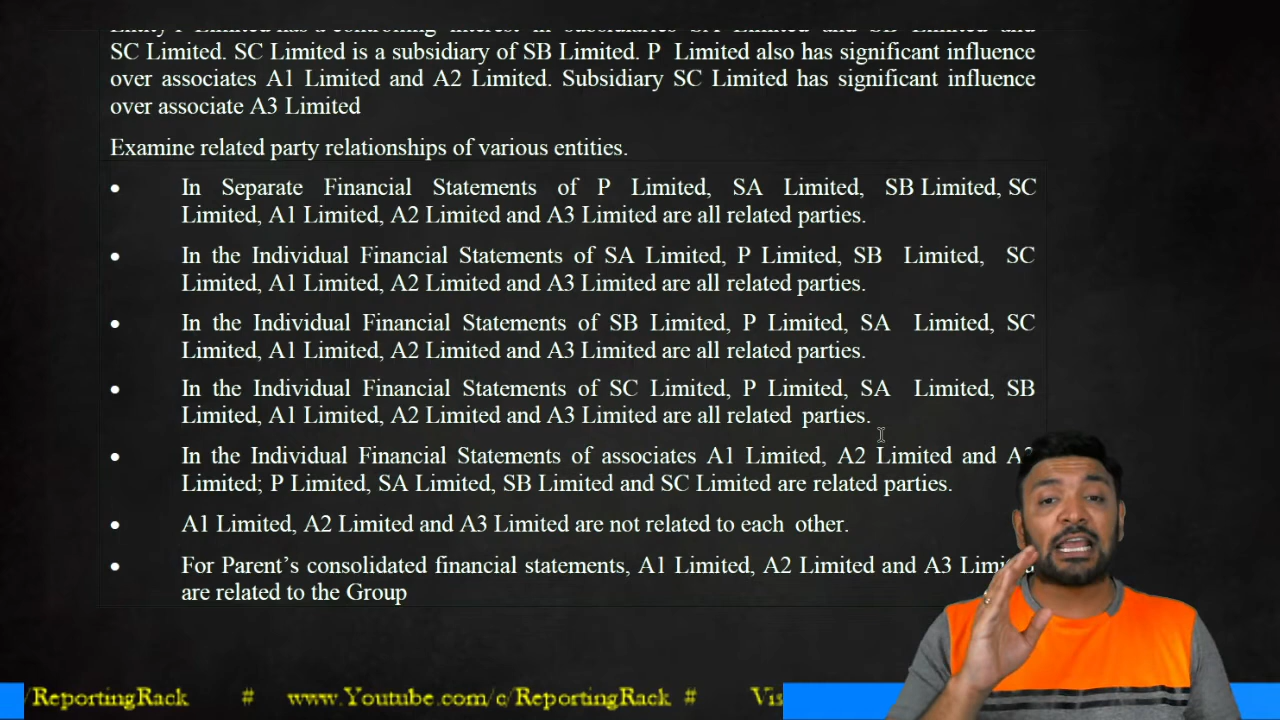 SC Limited. SC Limited is a subsidiary of SB Limited. P Limited also has significant influence
over associates A1 Limited and A2 Limited. Subsidiary SC Limited has significant influence
over associate A3 Limited
Examine related party relationships of various entities.
• In Separate Financial Statements of P Limited, SA Limited, SB Limited, SC
Limited, A1 Limited, A2 Limited and A3 Limited are all related parties.
• In the Individual Financial Statements of SA Limited, P Limited, SB Limited, SC
Limited, A1 Limited, A2 Limited and A3 Limited are all related parties.
• In the Individual Financial Statements of SB Limited, P Limited, SA Limited, SC
Limited, A1 Limited, A2 Limited and A3 Limited are all related parties.
• In the Individual Financial Statements of SC Limited, P Limited, SA Limited, SB
Limited, A1 Limited, A2 Limited and A3 Limited are all related parties.
• In the Individual Financial Statements of associates A1 Limited, A2 Limited and
Limited; P Limited, SA Limited, SB Limited and SC Limited are related parties.
• A1 Limited, A2 Limited and A3 Limited are not related to each other.
• For Parent’s consolidated financial statements, A1 Limited, A2 Limited and A3
are related to the Group
/ReportingRack # www.Youtube.com/c/ReportingRack #